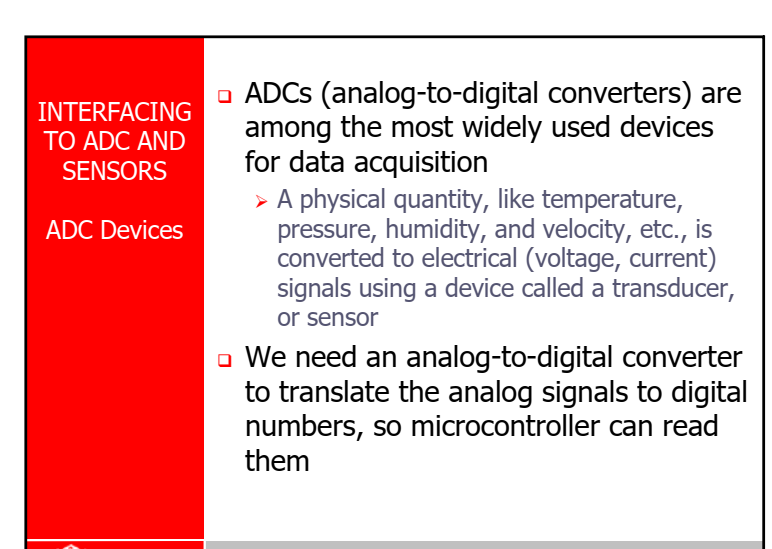 INTERFACING
TO ADC AND
SENSORS
ADC Devices
ADCs (analog-to-digital converters) are
among the most widely used devices
for data acquisition
A physical quantity, like temperature,
pressure, humidity, and velocity, etc., is
converted to electrical (voltage, current)
signals using a device called a transducer,
or sensor
We need an analog-to-digital converter
to translate the analog signals to digital
numbers, so microcontroller can read
them